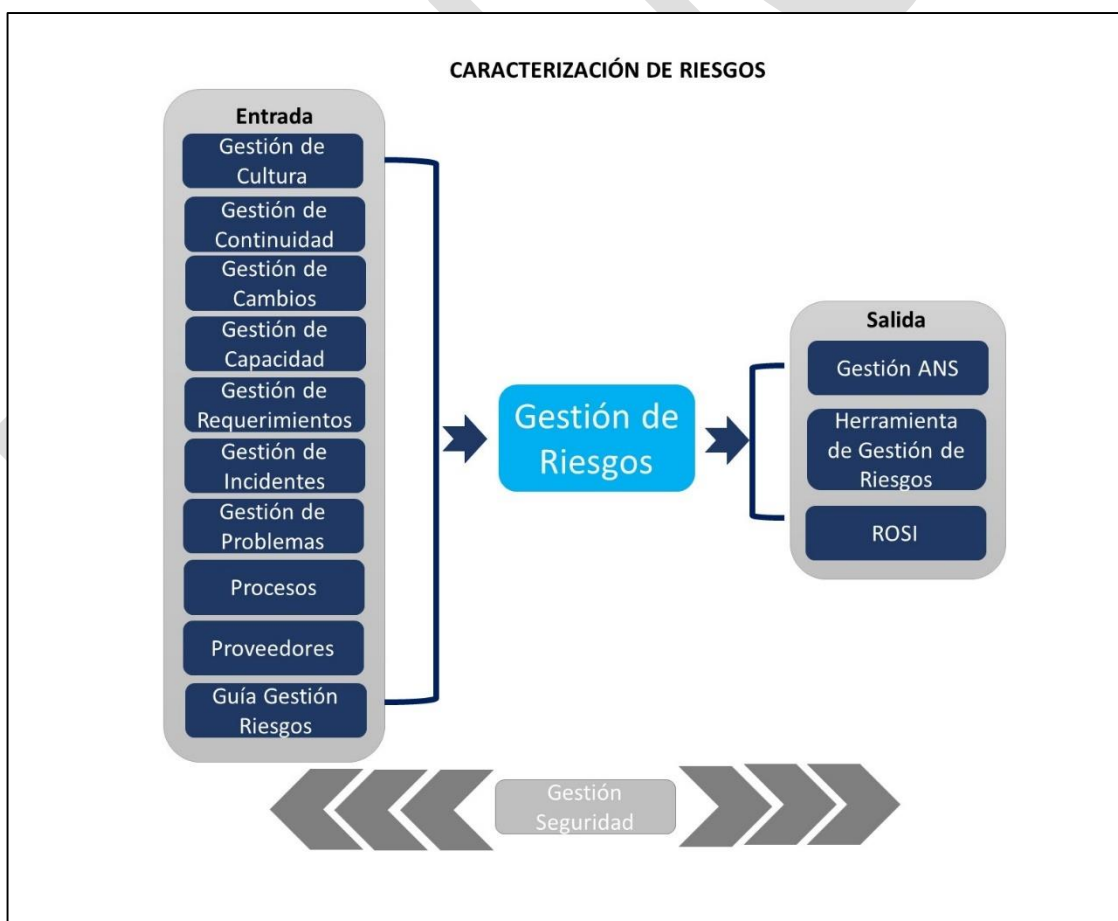 CARACTERIZACIÓN DE RIESGOS
Entrada
Gestión de
Cultura
Gestión de
Continuidad
Gestión de
Cambios
Gestión de
Capacidad
Gestión de
Requerimientos
Gestión de
Incidentes
Gestión de
Problemas
Procesos
Proveedores
Guía Gestión
Riesgos
Gestión de
Riesgos
Salida
Gestión ANS
Herramienta
de Gestión de
Riesgos
ROSI
Gestión
Seguridad